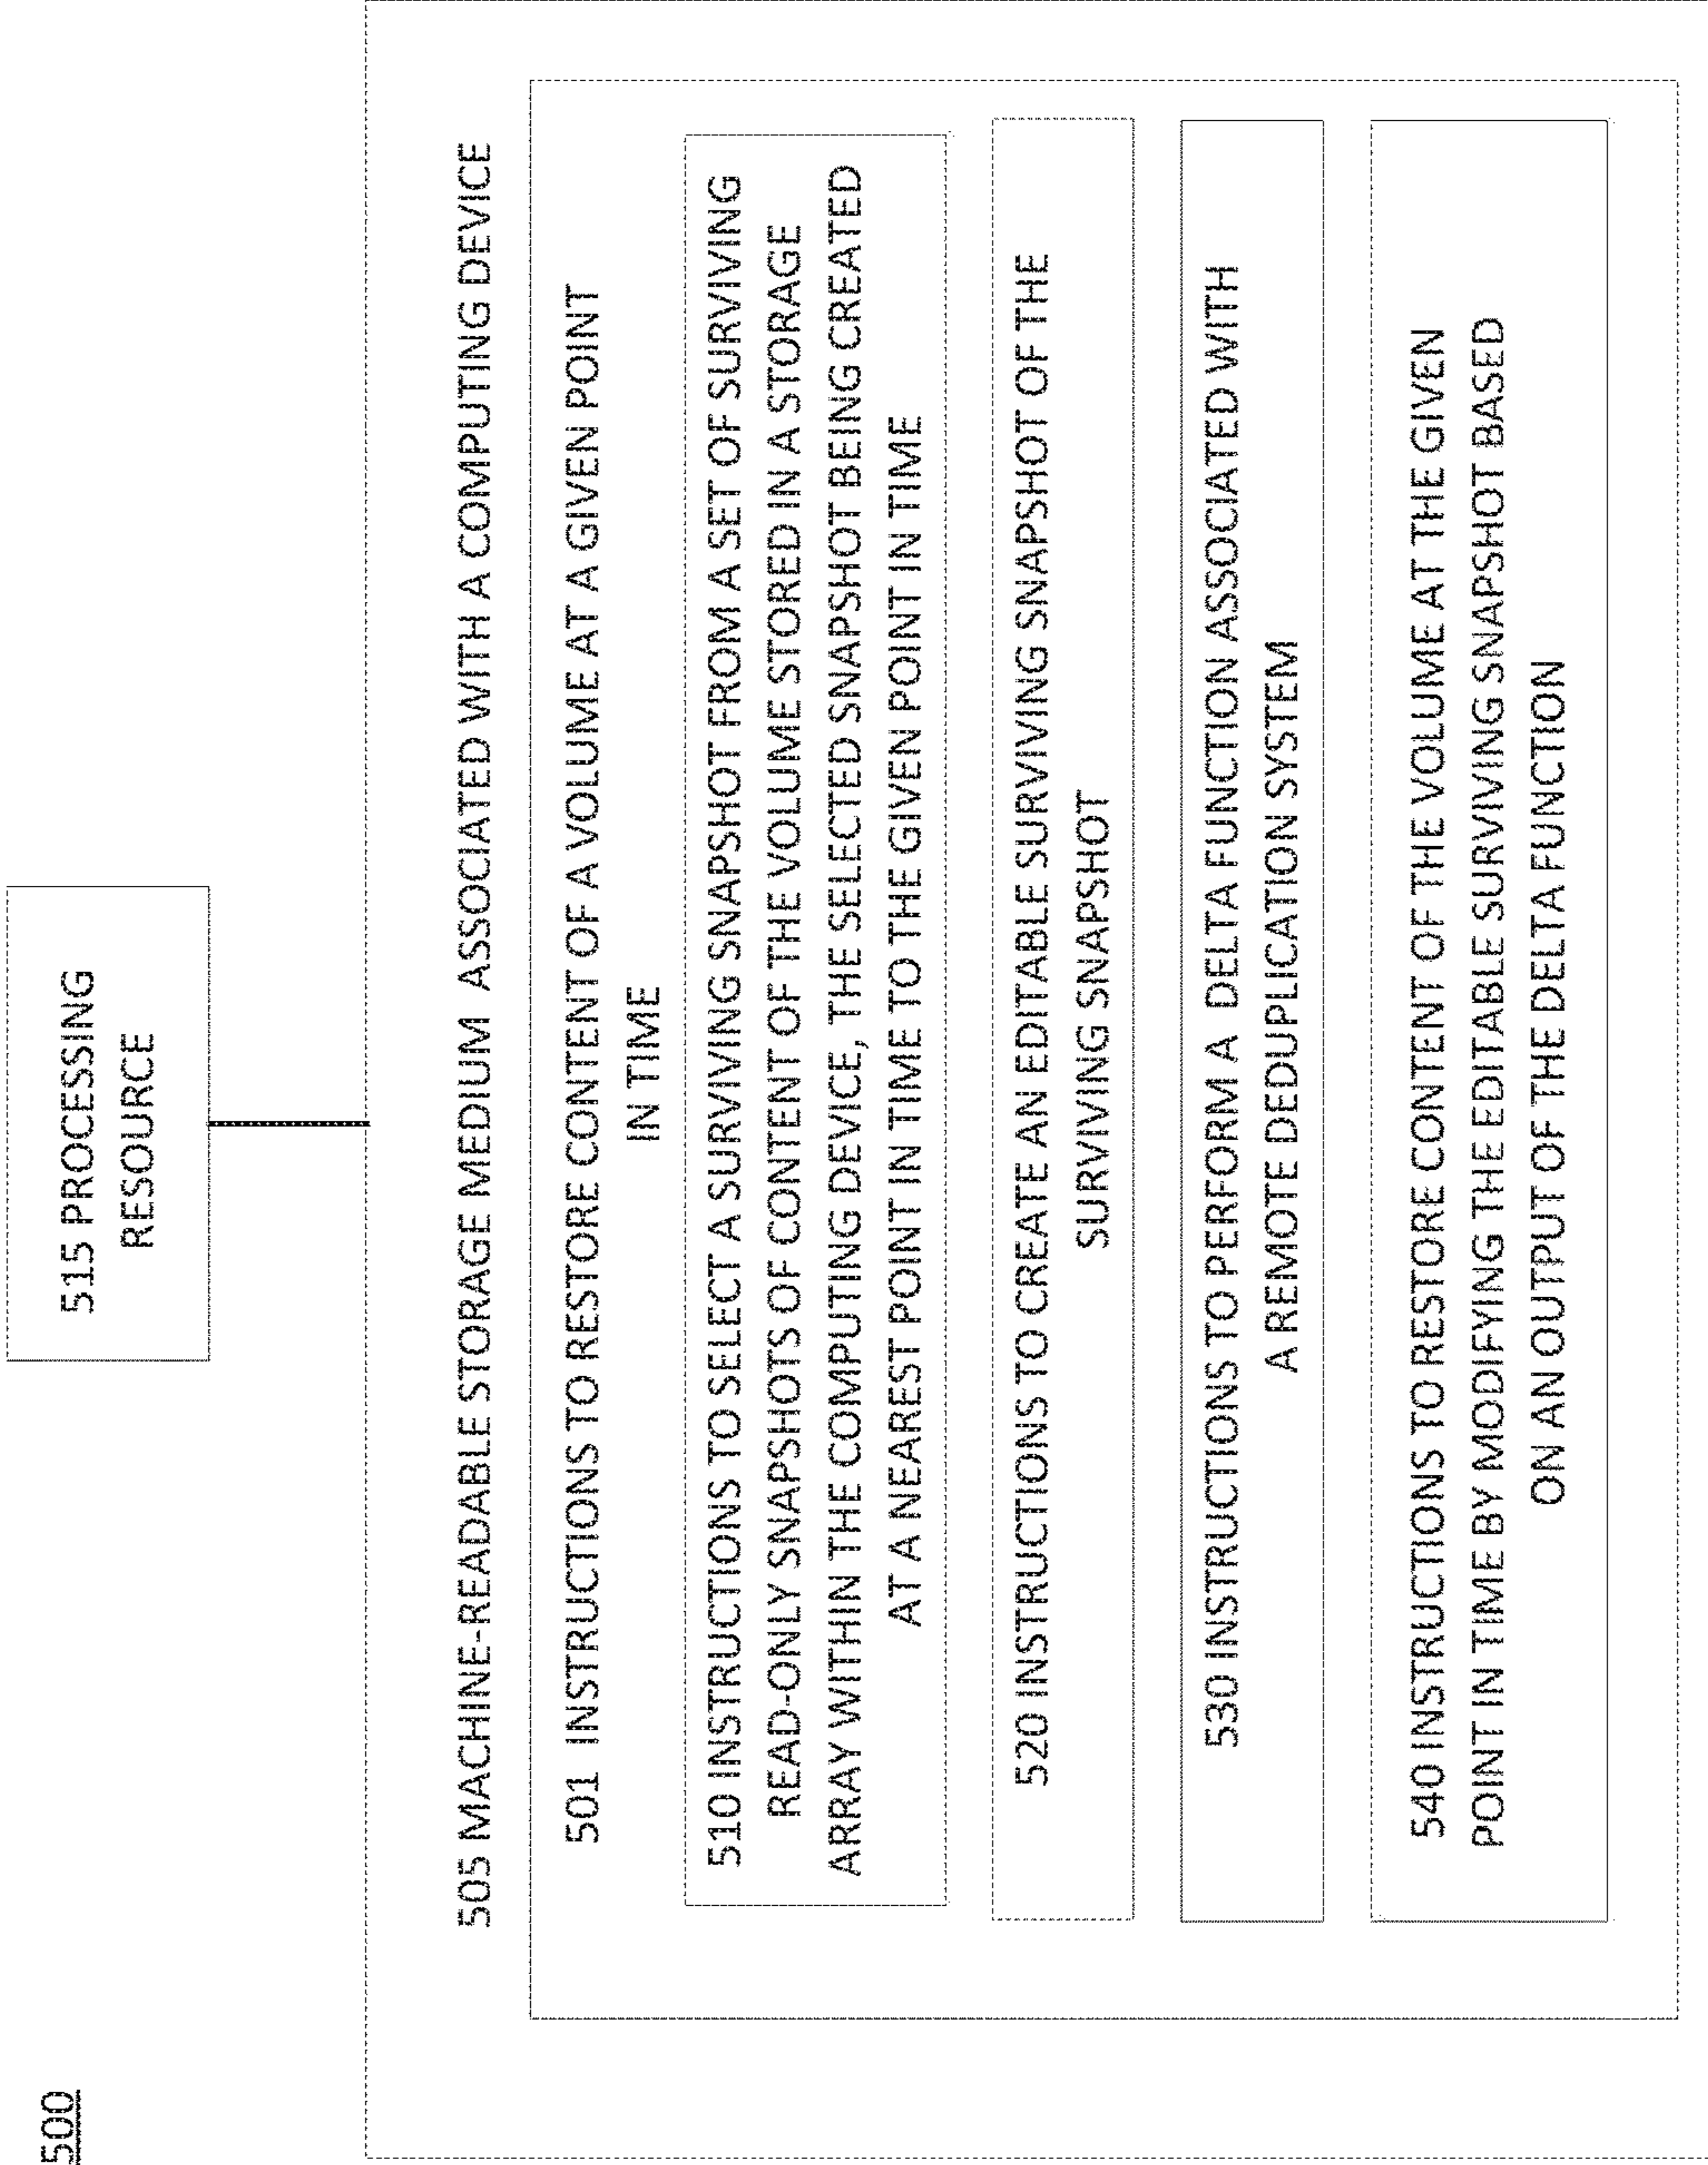 500
515 PROCESSING
RESOURCE
505 MACHINE-READABLE STORAGE MEDIUM ASSOCIATED WITH A COMPUTING DEVICE
501 INSTRUCTIONS TO RESTORE CONTENT OF A VOLUME AT A GIVEN POINT
IN TIME
510 INSTRUCTIONS TO SELECT A SURVIVING SNAPSHOT FROM A SET OF SURVIVING
READ-ONLY SNAPSHOTS OF CONTENT OF THE VOLUME STORED IN A STORAGE
ARRAY WITHIN THE COMPUTING DEVICE, THE SELECTED SNAPSHOT BEING CREATED
AT A NEAREST POINT IN TIME TO THE GIVEN POINT IN TIME
520 INSTRUCTIONS TO CREATE AN EDITABLE SURVIVING SNAPSHOT OF THE
SURVIVING SNAPSHOT
530 INSTRUCTIONS TO PERFORM A DELTA FUNCTION ASSOCIATED WITH
A REMOTE DEDUPLICATION SYSTEM
540 INSTRUCTIONS TO RESTORE CONTENT OF THE VOLUME AT THE GIVEN
POINT IN TIME BY MODIFYING THE EDITABLE SURVIVING SNAPSHOT BASED
ON AN OUTPUT OF THE DELTA FUNCTION